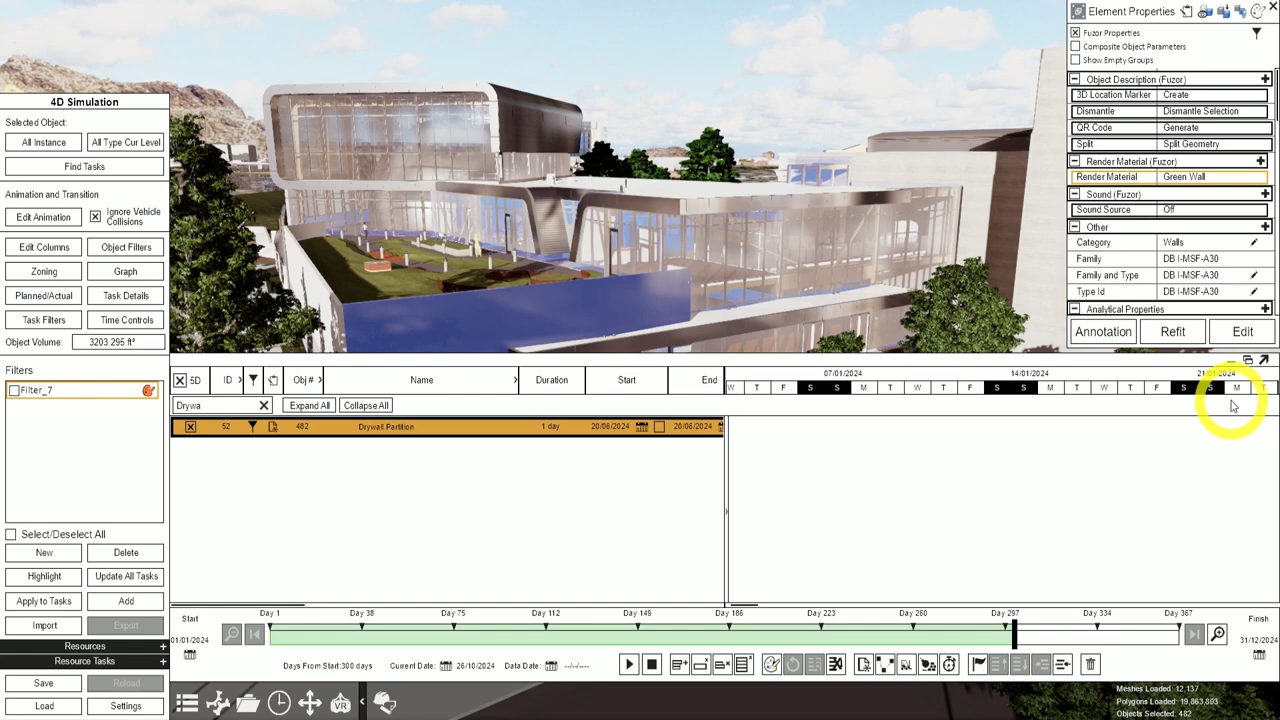 4D Simulation
Selected Object:
All Instance
All Type Cur Level
Find Tasks
Animation and Transition
Edit Animation
Ignore Vehicle
Collisions
Edit Columns
Object Filters
Zoning
Graph
Planned/Actual
Task Details
Task Filters
Time Controls
Object Volume: 3203.295 ft³
Filters
Filter_7
Select/Deselect All
New
Delete
Highlight
Update All Tasks
Apply to Tasks
Add
Import
Export
Resources +
Resource Tasks +
Save
Reload
Load
Settings
Element Properties
Fuzor Properties
Composite Object Parameters
Show Empty Groups
Object Description (Fuzor)
3D Location Marker Create
Dismantle Dismantle Selection
QR Code Generate
Split Split Geometry
Render Material (Fuzor)
Render Material Green Wall
Sound (Fuzor)
Sound Source Off
Other
Category Walls
Family DB I-MSF-A30
Family and Type DB I-MSF-A30
Type Id DB I-MSF-A30
Analytical Properties
Annotation Refit Edit
5D ID Obj # Name Duration Start End
07/01/2024 14/01/2024 21/01/2024
W T F S S M T W T F S S M T W T F S S M T
Drywa Expand All Collapse All
52 482 Drywall Partition 1 day 20/06/2024 20/06/2024
Start
Day 1 Day 38 Day 75 Day 112 Day 149 Day 186 Day 223 Day 260 Day 297 Day 334 Day 367
Finish
01/01/2024
31/12/2024
Days From Start:300 days Current Date: 26/10/2024 Data Date: --/--/----
VR
Meshes Loaded: 12,137
Polygons Loaded: 19,863,803
Objects Selected: 482